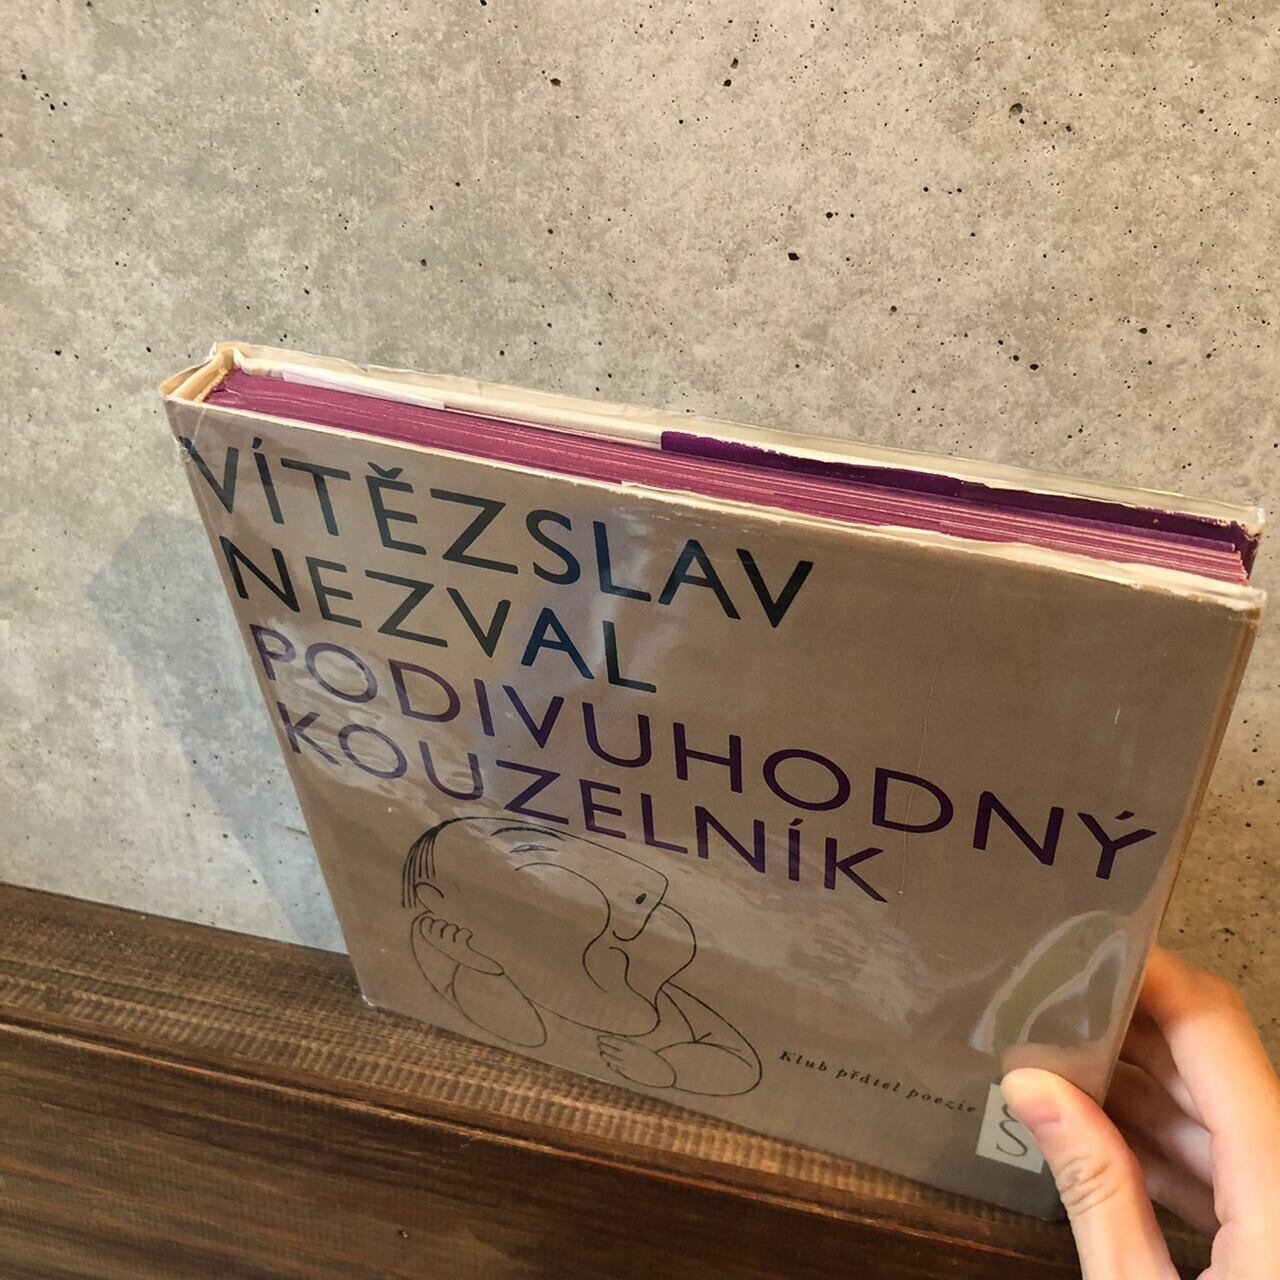 VÍTĚZSLAV
NEZVAL
PODIVUHODNÝ
KOUZELNÍK
Klub přátel poezie